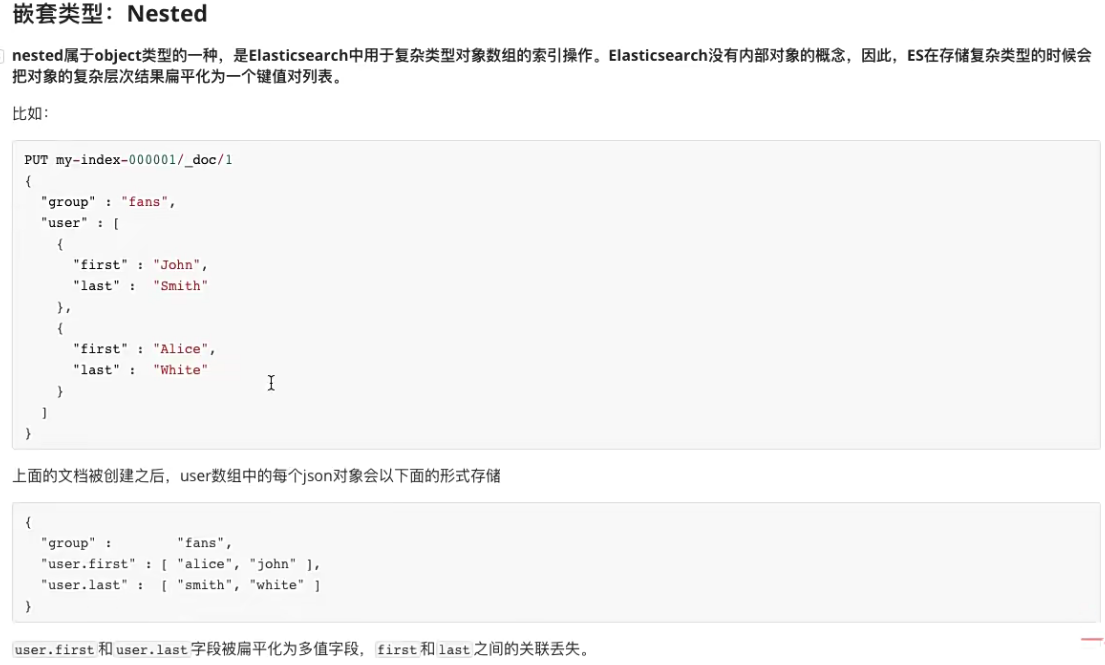 嵌套类型：Nested
nested属于object类型的一种，是Elasticsearch中用于复杂类型对象数组的索引操作。Elasticsearch没有内部对象的概念，因此，ES在存储复杂类型的时候会
把对象的复杂层次结果扁平化为一个键值对列表。
比如：
PUT my-index-000001/_doc/1
{
  "group" : "fans",
  "user" : [
    {
      "first" : "John",
      "last" :  "Smith"
    },
    {
      "first" : "Alice",
      "last" :  "White"
    }
  ]
}
上面的文档被创建之后，user数组中的每个json对象会以下面的形式存储
{
  "group" :        "fans",
  "user.first" : [ "alice", "john" ],
  "user.last" :  [ "smith", "white" ]
}
user.first和user.last字段被扁平化为多值字段，first和last之间的关联丢失。